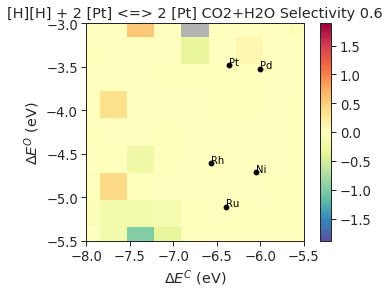 [H][H] + 2 [Pt] <=> 2 [Pt] CO2+H2O Selectivity 0.6
−3.0
−3.5
−4.0
−4.5
−5.0
−5.5
ΔE^O (eV)
Pt
Pd
Rh
Ni
Ru
−8.0 −7.5 −7.0 −6.5 −6.0 −5.5
ΔE^C (eV)
1.5
1.0
0.5
0.0
−0.5
−1.0
−1.5